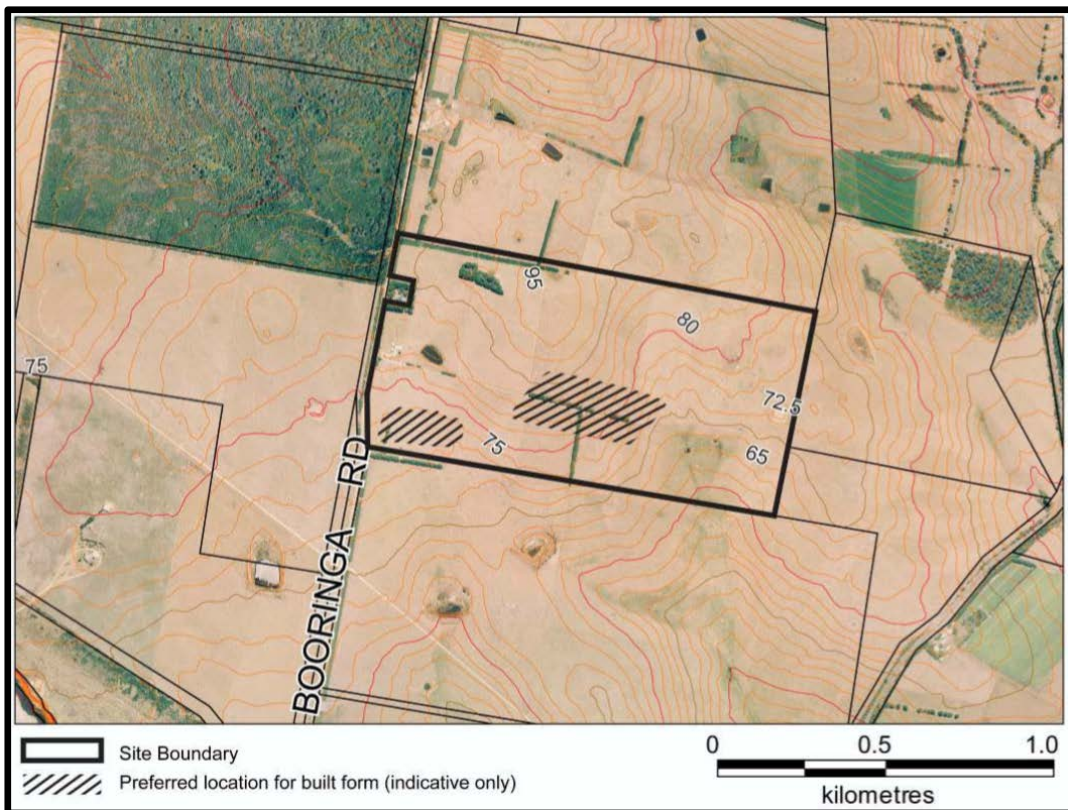 95
80
75
72.5
75
65
BOORINGA RD
Site Boundary
Preferred location for built form (indicative only)
0 0.5 1.0
kilometres